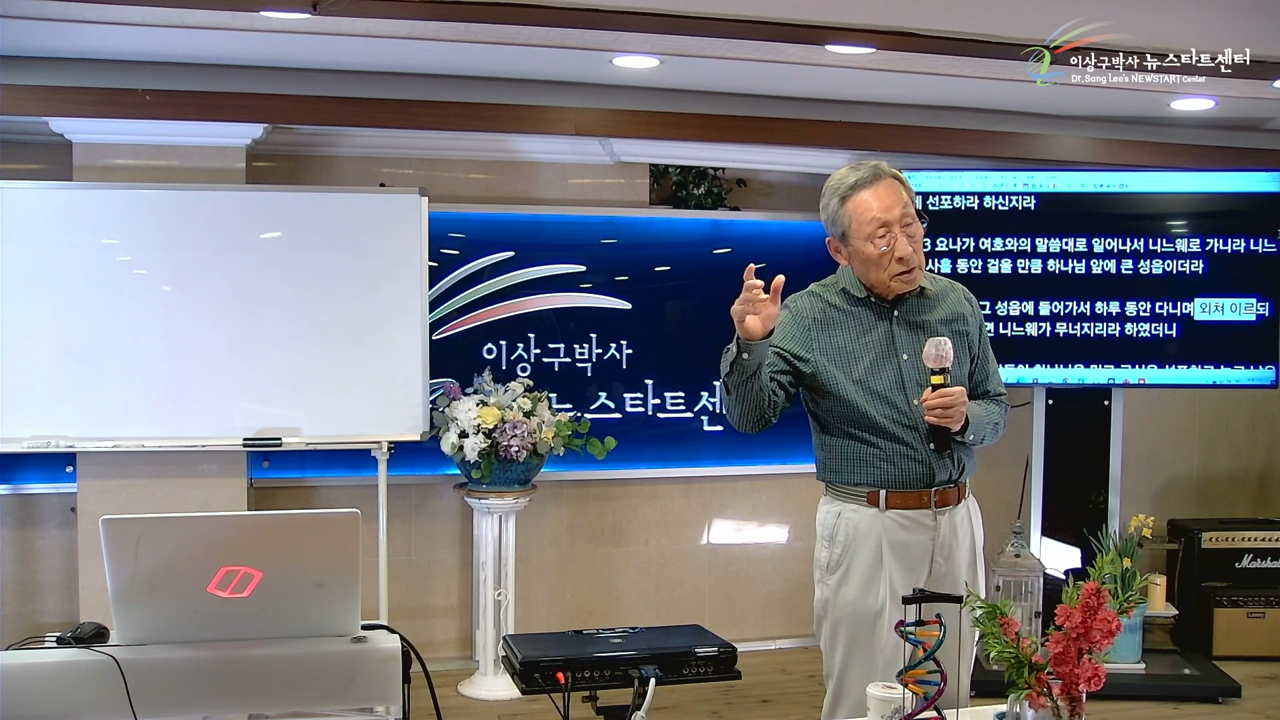 이상구박사 뉴스타트센터
Dr. Sang Lee's NEWSTART Center
선포하라 하신지라
3 요나가 여호와의 말씀대로 일어나서 니느웨로 가니라 니느
사흘 동안 걸을 만큼 하나님 앞에 큰 성읍이더라
그 성읍에 들어가서 하루 동안 다니며 외쳐 이르되
면 니느웨가 무너지리라 하였더니
이상구박사
뉴스타트센
Marshall